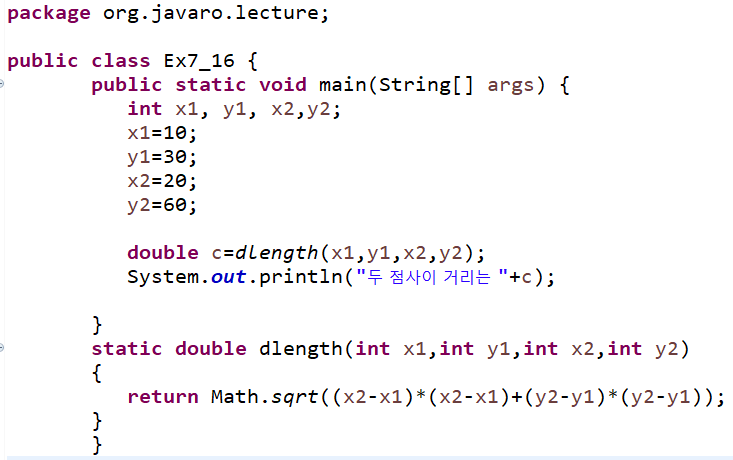 package org.javaro.lecture;
public class Ex7_16 {
public static void main(String[] args) {
int x1, y1, x2,y2;
x1=10;
y1=30;
x2=20;
y2=60;
double c=dlength(x1,y1,x2,y2);
System.out.println("두 점사이 거리는 "+c);
}
static double dlength(int x1,int y1,int x2,int y2)
{
return Math.sqrt((x2-x1)*(x2-x1)+(y2-y1)*(y2-y1));
}
}